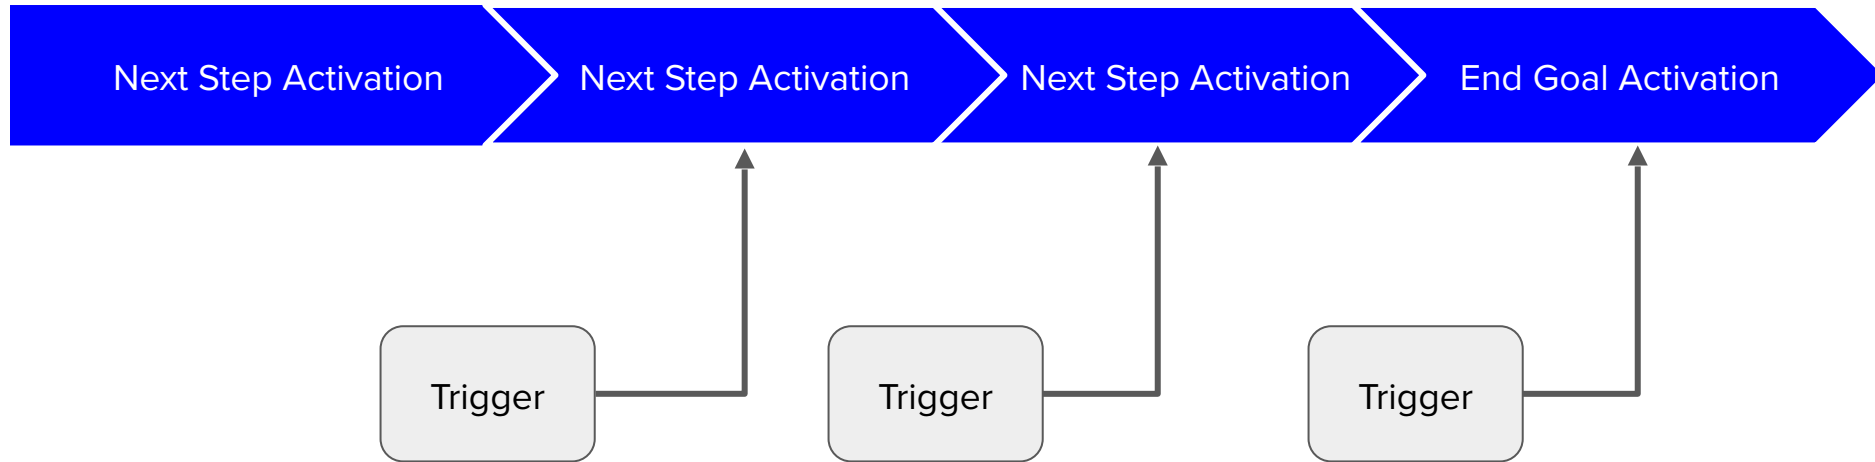 Next Step Activation
Next Step Activation
Next Step Activation
End Goal Activation
Trigger
Trigger
Trigger